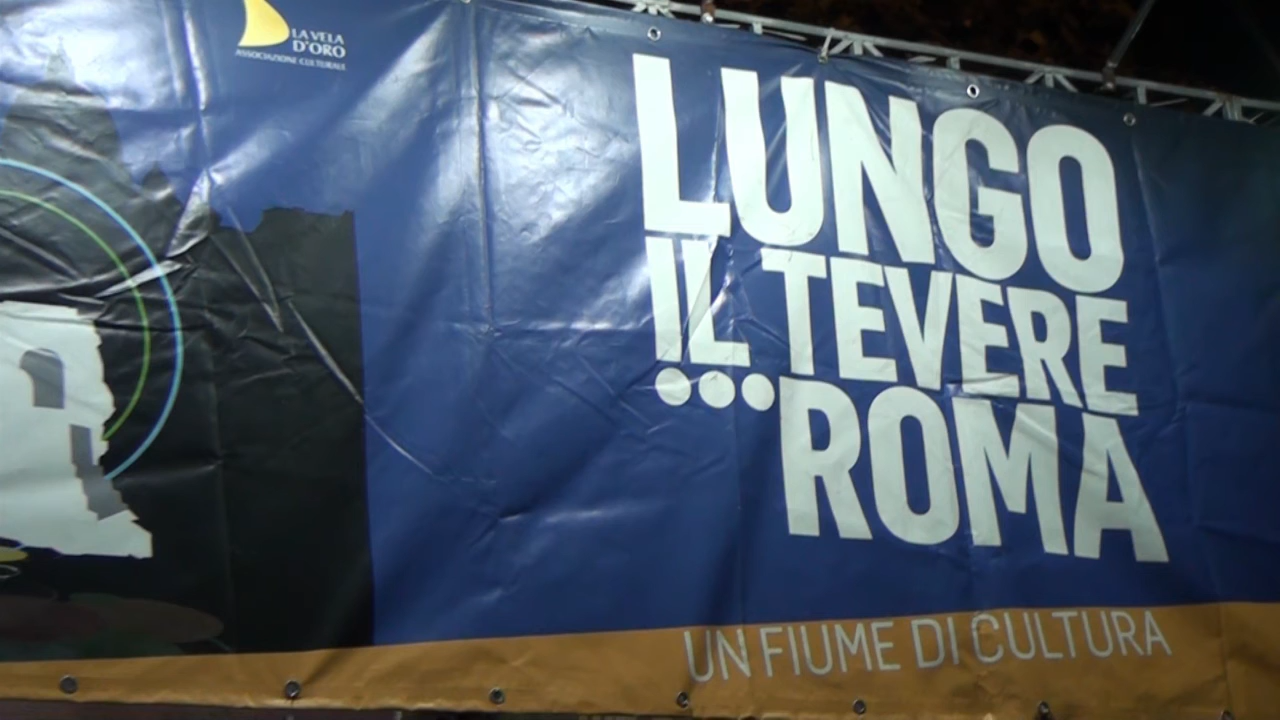 LA VELA
D'ORO
ASSOCIAZIONE CULTURALE
LUNGO
IL TEVERE
...ROMA
UN FIUME DI CULTURA